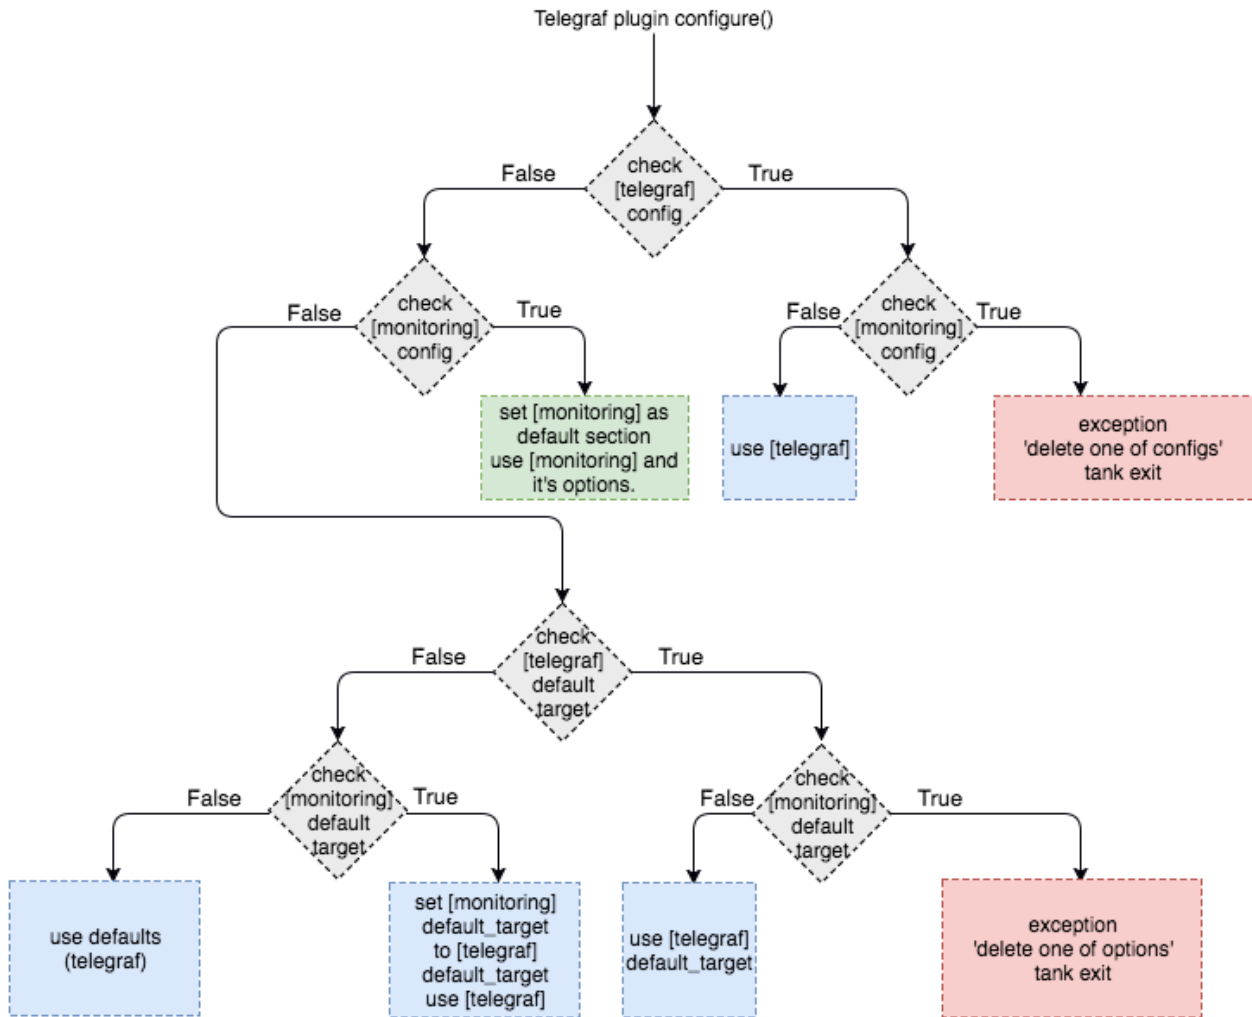 Telegraf plugin configure()
False
True
check
[telegraf]
config
False
check
[monitoring]
config
True
False
check
[monitoring]
config
True
set [monitoring] as
default section
use [monitoring] and
it's options.
use [telegraf]
exception
'delete one of configs'
tank exit
False
check
[telegraf]
default
target
True
False
check
[monitoring]
default
target
True
False
check
[monitoring]
default
target
True
use defaults
(telegraf)
set [monitoring]
default_target
to [telegraf]
default_target
use [telegraf]
use [telegraf]
default_target
exception
'delete one of options'
tank exit